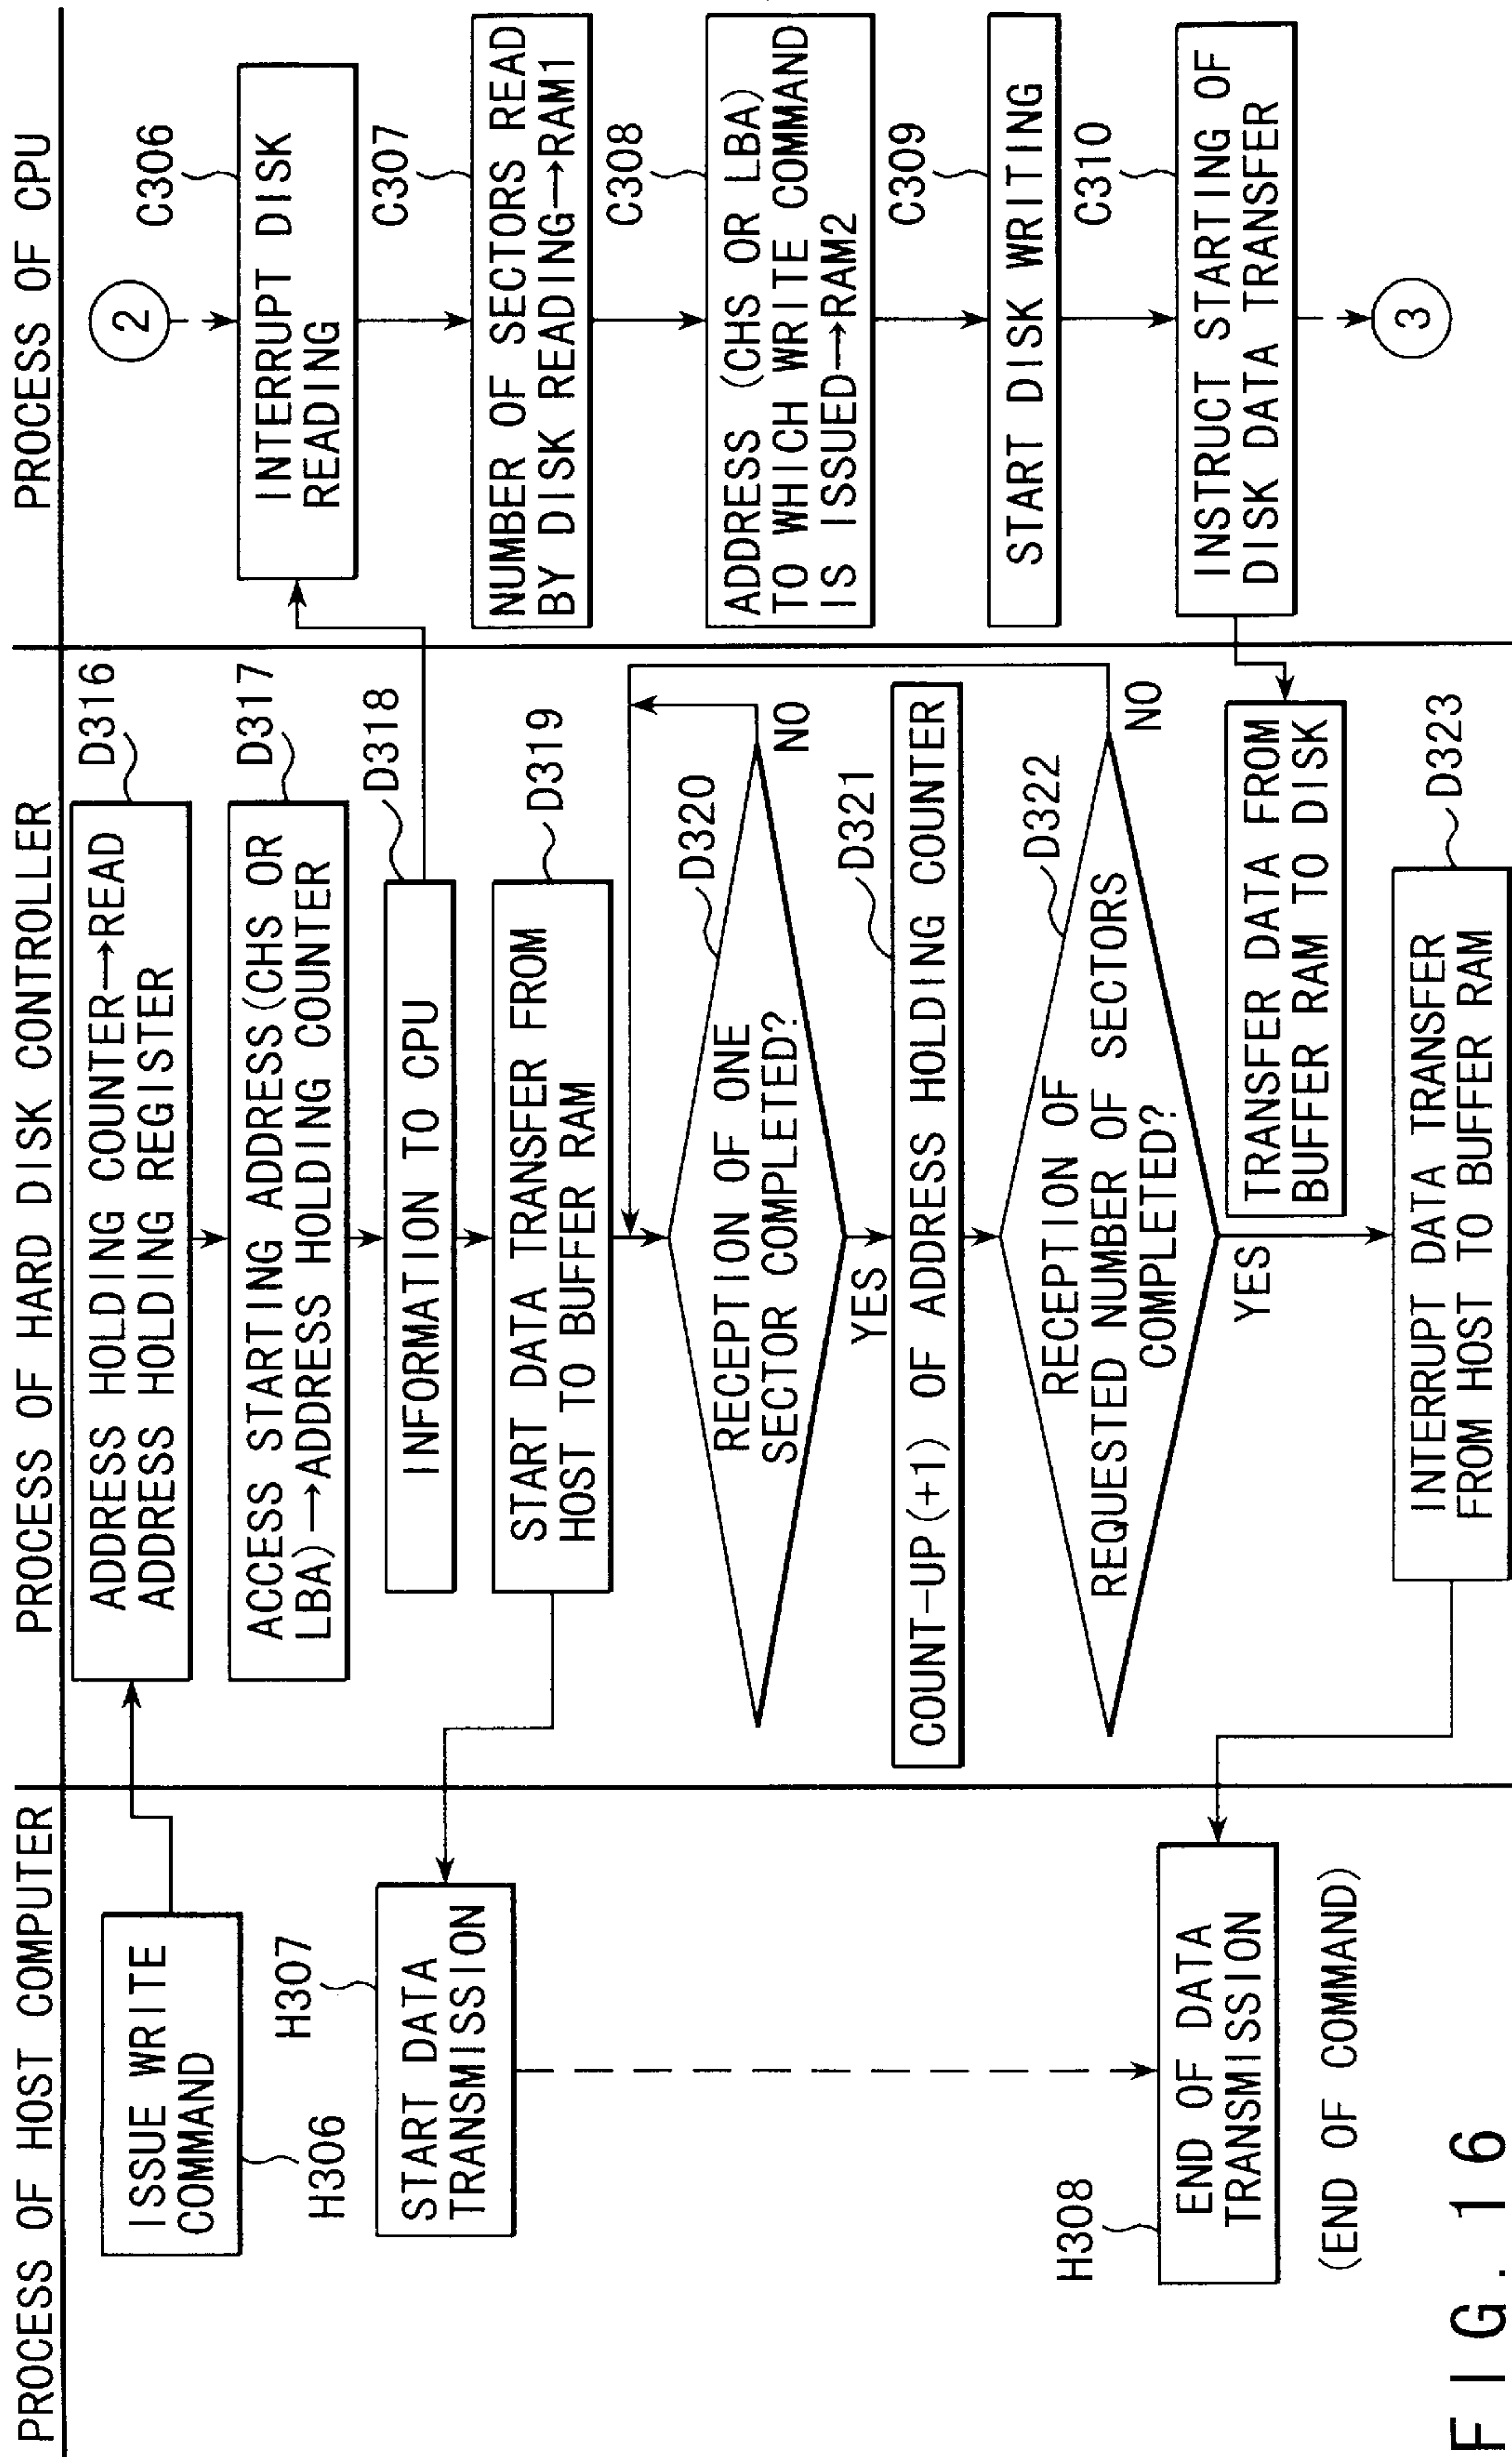 PROCESS OF HOST COMPUTER
ISSUE WRITE
COMMAND
H306
H307
START DATA
TRANSMISSION
H308
END OF DATA
TRANSMISSION
(END OF COMMAND)
PROCESS OF HARD DISK CONTROLLER
D316
ADDRESS HOLDING COUNTER→READ
ADDRESS HOLDING REGISTER
D317
ACCESS STARTING ADDRESS(CHS OR
LBA)→ADDRESS HOLDING COUNTER
D318
INFORMATION TO CPU
D319
START DATA TRANSFER FROM
HOST TO BUFFER RAM
D320
RECEPTION OF ONE
SECTOR COMPLETED?
NO
YES
D321
COUNT-UP(+1) OF ADDRESS HOLDING COUNTER
D322
RECEPTION OF
REQUESTED NUMBER OF SECTORS
COMPLETED?
NO
YES
TRANSFER DATA FROM
BUFFER RAM TO DISK
D323
INTERRUPT DATA TRANSFER
FROM HOST TO BUFFER RAM
PROCESS OF CPU
2
C306
INTERRUPT DISK
READING
C307
NUMBER OF SECTORS READ
BY DISK READING→RAM1
C308
ADDRESS (CHS OR LBA)
TO WHICH WRITE COMMAND
IS ISSUED→RAM2
C309
START DISK WRITING
C310
INSTRUCT STARTING OF
DISK DATA TRANSFER
3
FIG. 16